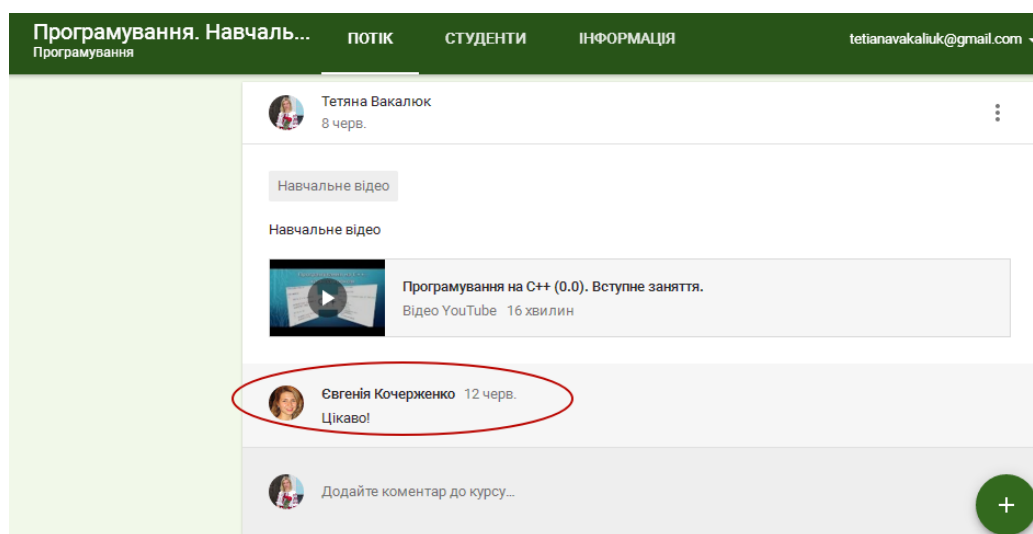 Програмування. Навчаль...
Програмування
ПОТІК СТУДЕНТИ ІНФОРМАЦІЯ
tetianavakaliuk@gmail.com
Тетяна Вакалюк
8 черв.
Навчальне відео
Навчальне відео
Програмування на C++ (0.0). Вступне заняття.
Відео YouTube 16 хвилин
Євгенія Кочерженко 12 черв.
Цікаво!
Додайте коментар до курсу...